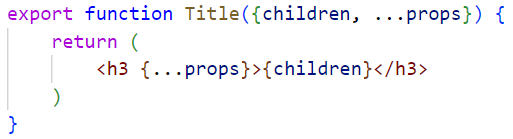 export function Title({children, ...props}) {
    return (
        <h3 {...props}>{children}</h3>
    )
}